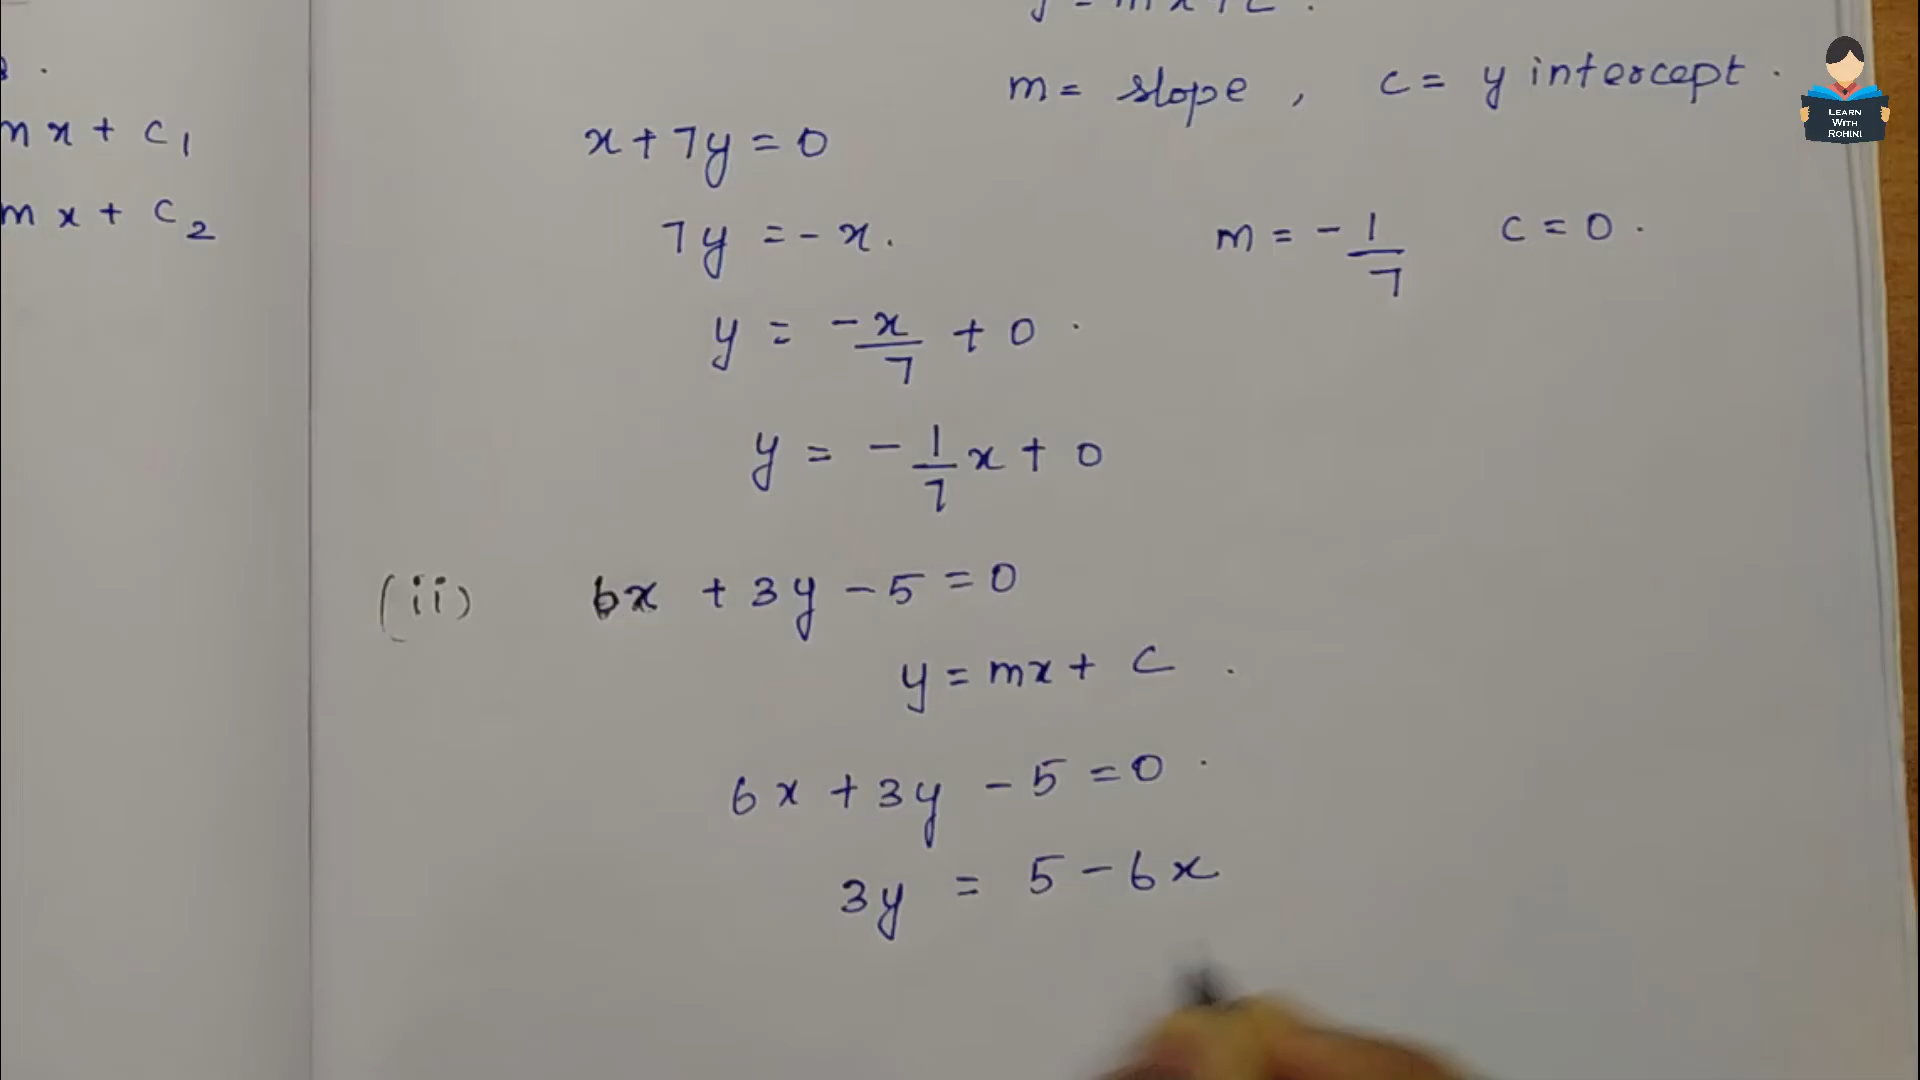 y = mx + c .
m = slope , c = y intercept .
LEARN
WITH
ROHINI
mx + c1
mx + c2
x + 7y = 0
7y = - x .
m = - 1/7 c = 0 .
y = -x/7 + 0 .
y = - 1/7 x + 0
(ii) 6x + 3y - 5 = 0
y = mx + c .
6x + 3y - 5 = 0 .
3y = 5 - 6x